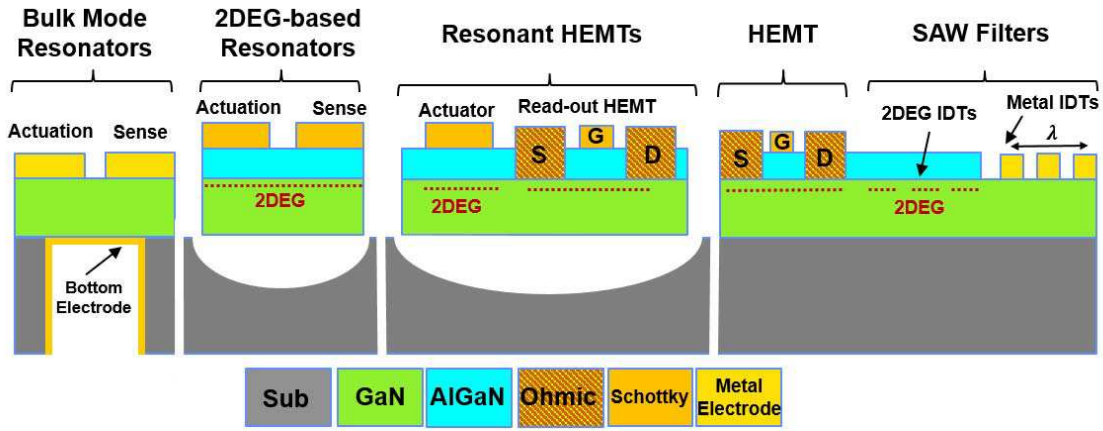 Bulk Mode
Resonators
2DEG-based
Resonators
Resonant HEMTs
HEMT
SAW Filters
Actuation
Sense
Actuation
Sense
Actuator
Read-out HEMT
2DEG IDTs
Metal IDTs
λ
S
G
D
S
G
D
2DEG
2DEG
2DEG
Bottom
Electrode
Sub
GaN
AlGaN
Ohmic
Schottky
Metal
Electrode